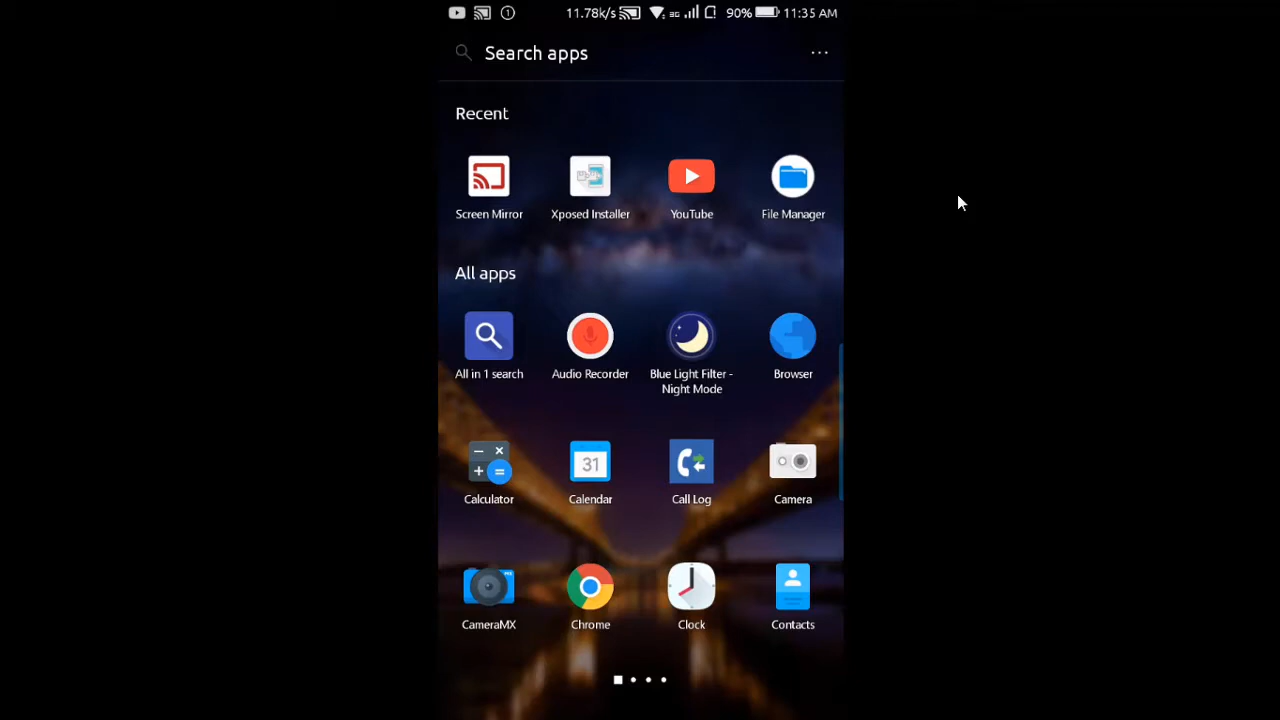 11.78k/s 3G 90% 11:35 AM
Search apps
Recent
Screen Mirror Xposed Installer YouTube File Manager
All apps
All in 1 search Audio Recorder Blue Light Filter - Browser
Night Mode
31
Calculator Calendar Call Log Camera
CameraMX Chrome Clock Contacts